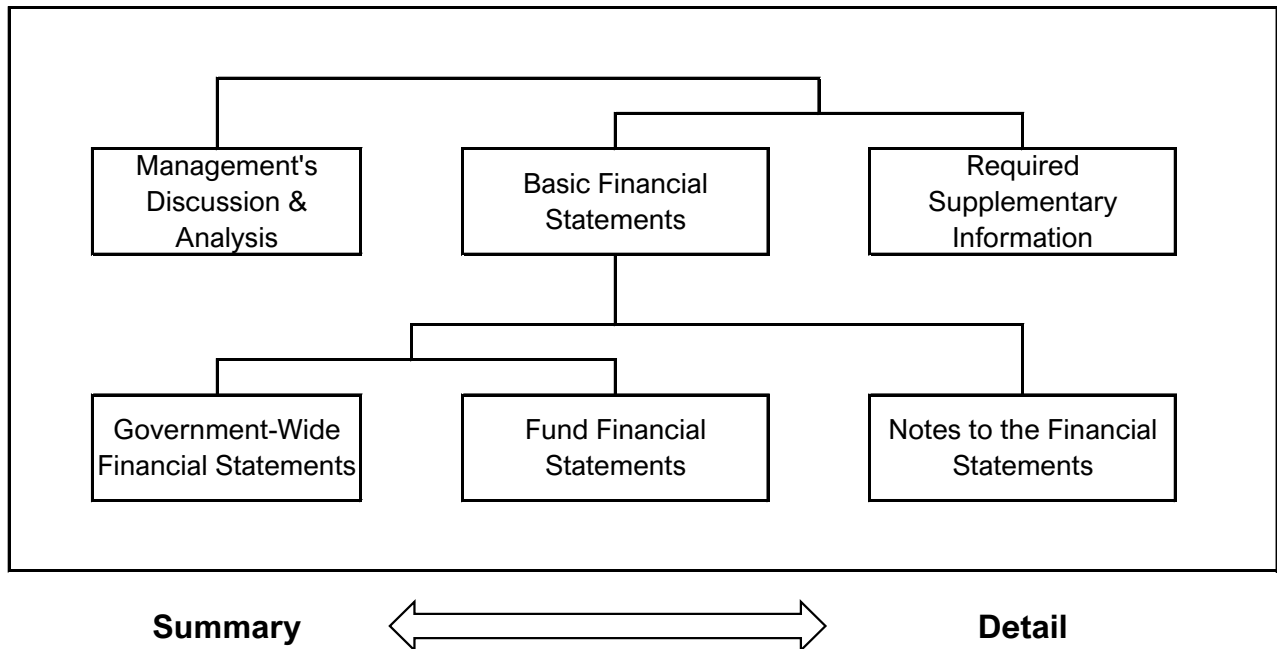 Management's
Discussion &
Analysis
Basic Financial
Statements
Required
Supplementary
Information
Government-Wide
Financial Statements
Fund Financial
Statements
Notes to the Financial
Statements
Summary
Detail